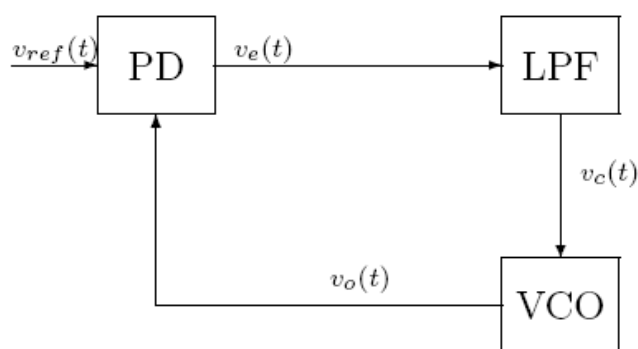 v_ref(t)
PD
v_e(t)
LPF
v_c(t)
v_o(t)
VCO